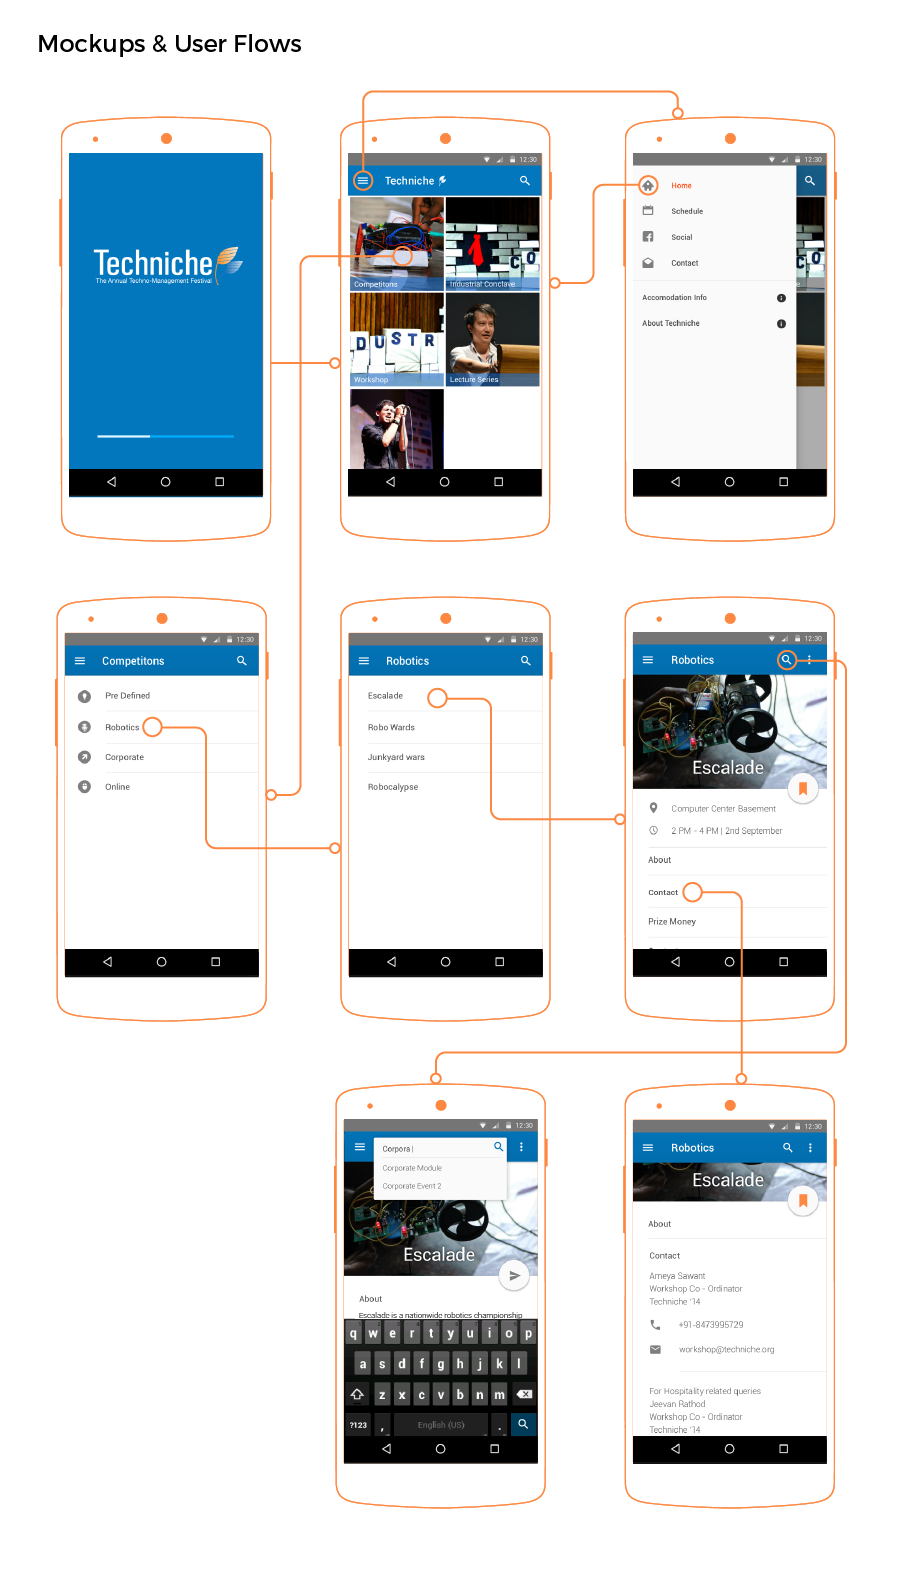 Mockups & User Flows
Techniche
The Annual Techno-Management Festival
12:30
Techniche
Competitons
Industrial Conclave
CO
DUSTR
Workshop
Lecture Series
12:30
Home
Schedule
Social
Contact
Accomodation Info
About Techniche
12:30
Competitons
Pre Defined
Robotics
Corporate
Online
12:30
Robotics
Escalade
Robo Wards
Junkyard wars
Robocalypse
12:30
Robotics
Escalade
Computer Center Basement
2 PM - 4 PM | 2nd September
About
Contact
Prize Money
12:30
Corpora |
Corporate Module
Corporate Event 2
Escalade
About
Escalade is a nationwide robotics championship
q w e r t y u i o p
a s d f g h j k l
z x c v b n m
?123 , English (US) .
12:30
Robotics
Escalade
About
Contact
Ameya Sawant
Workshop Co - Ordinator
Techniche '14
+91-8473995729
workshop@techniche.org
For Hospitality related queries
Jeevan Rathod
Workshop Co - Ordinator
Techniche '14